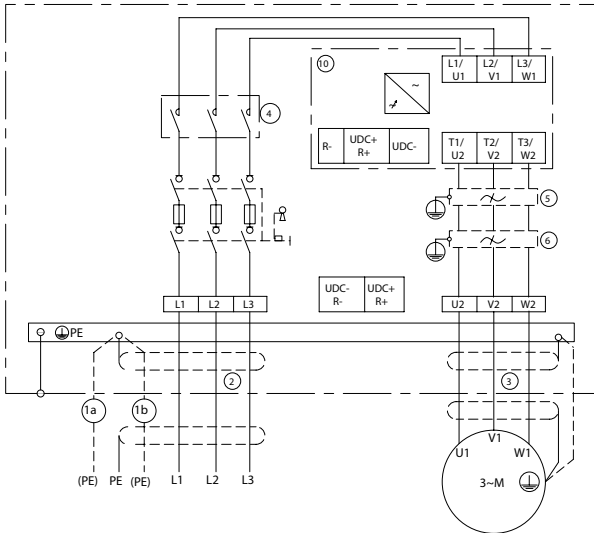 10
L1/
U1
L2/
V1
L3/
W1
~
4
R-
UDC+
R+
UDC-
T1/
U2
T2/
V2
T3/
W2
5
6
UDC-
R-
UDC+
R+
L1
L2
L3
U2
V2
W2
PE
2
3
1a
1b
(PE)
PE
(PE)
L1
L2
L3
U1
V1
W1
3~M